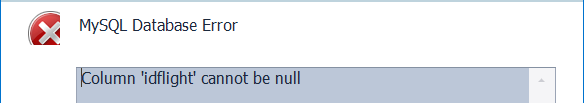 MySQL Database Error
Column 'idflight' cannot be null